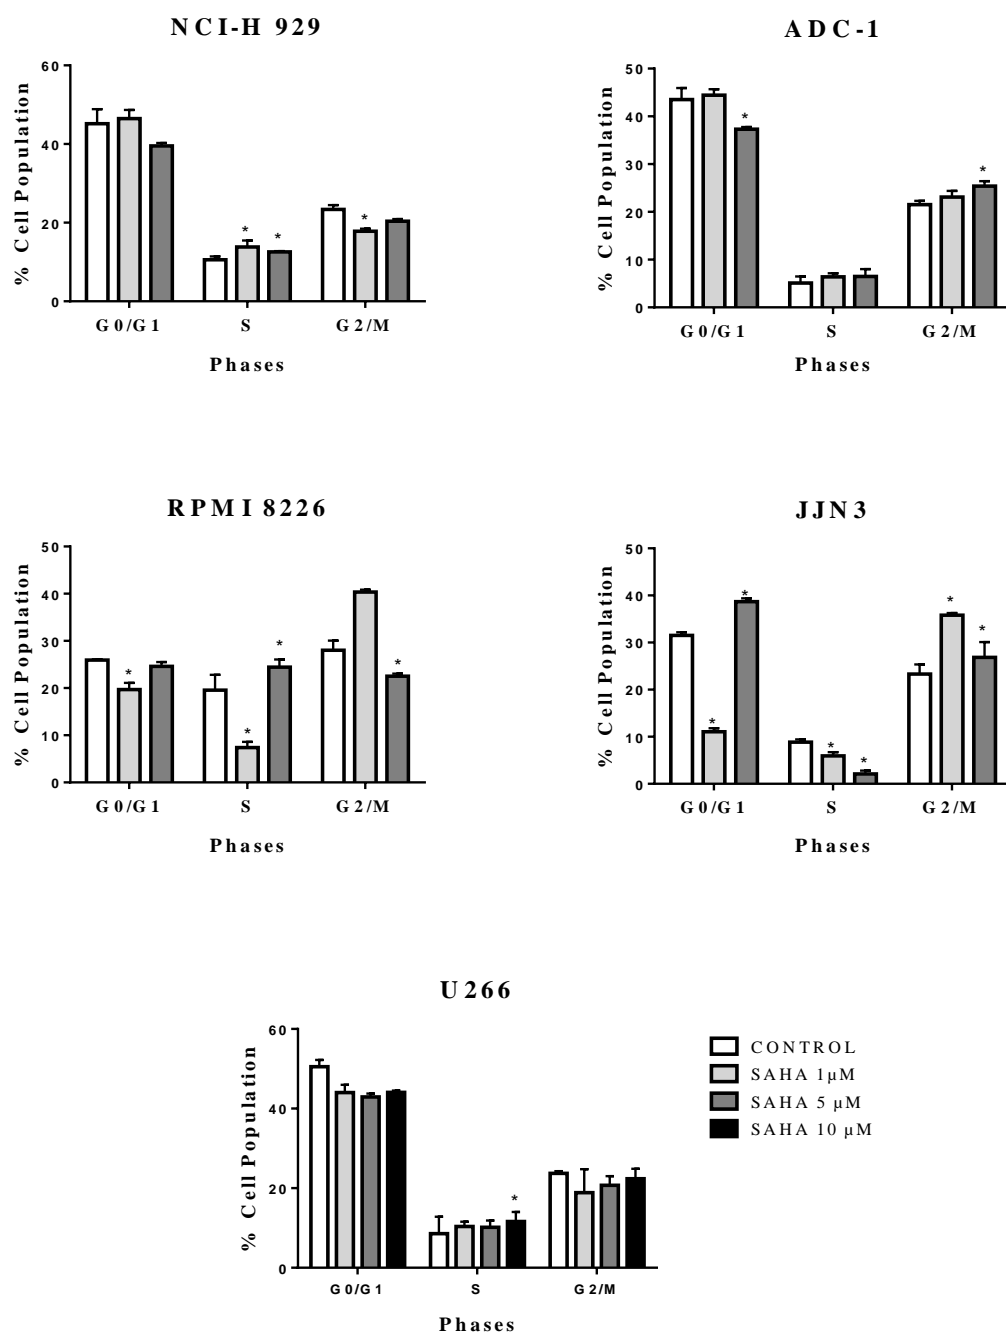 NCI-H 929
% Cell Population
60
40
20
0
* * *
G0/G1 S G2/M
Phases
ADC-1
% Cell Population
50
40
30
20
10
0
* *
G0/G1 S G2/M
Phases
RPMI 8226
% Cell Population
50
40
30
20
10
0
* * * *
G0/G1 S G2/M
Phases
JJN3
% Cell Population
50
40
30
20
10
0
* * * * * *
G0/G1 S G2/M
Phases
U266
% Cell Population
60
40
20
0
*
G0/G1 S G2/M
Phases
CONTROL
SAHA 1µM
SAHA 5 µM
SAHA 10 µM